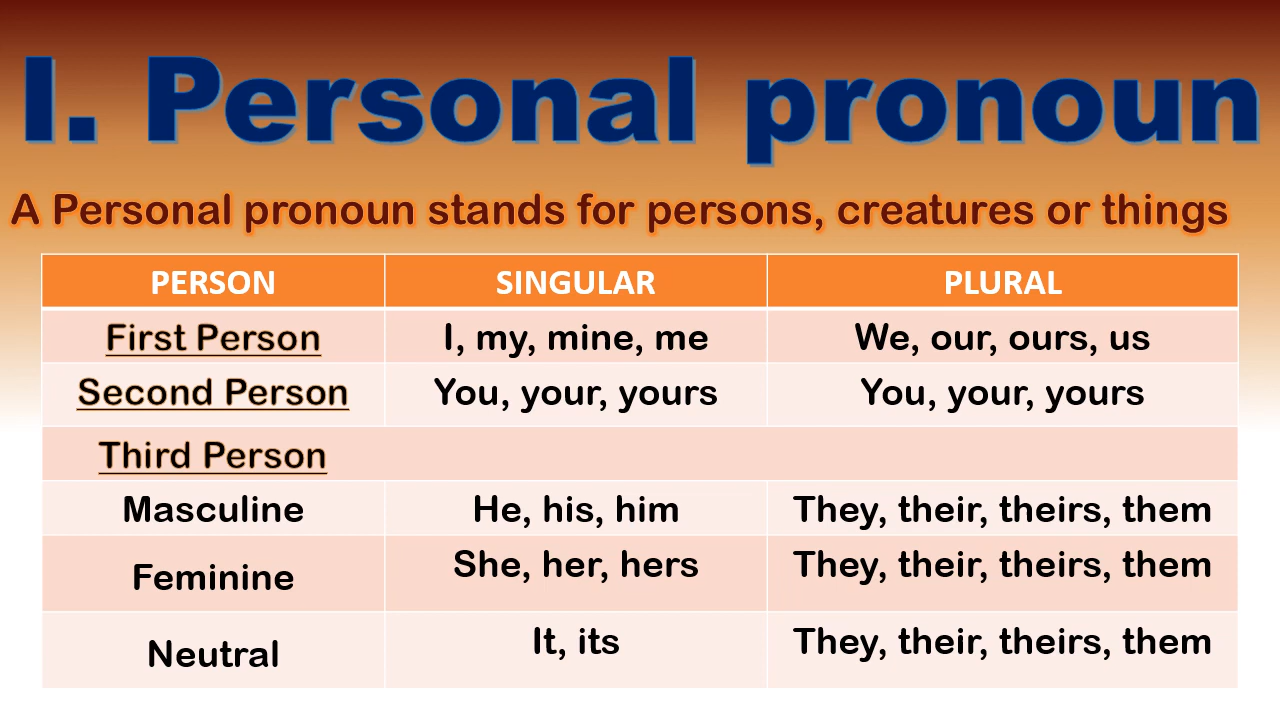 I. Personal pronoun
A Personal pronoun stands for persons, creatures or things
PERSON SINGULAR PLURAL
First Person I, my, mine, me We, our, ours, us
Second Person You, your, yours You, your, yours
Third Person
Masculine He, his, him They, their, theirs, them
Feminine She, her, hers They, their, theirs, them
Neutral It, its They, their, theirs, them